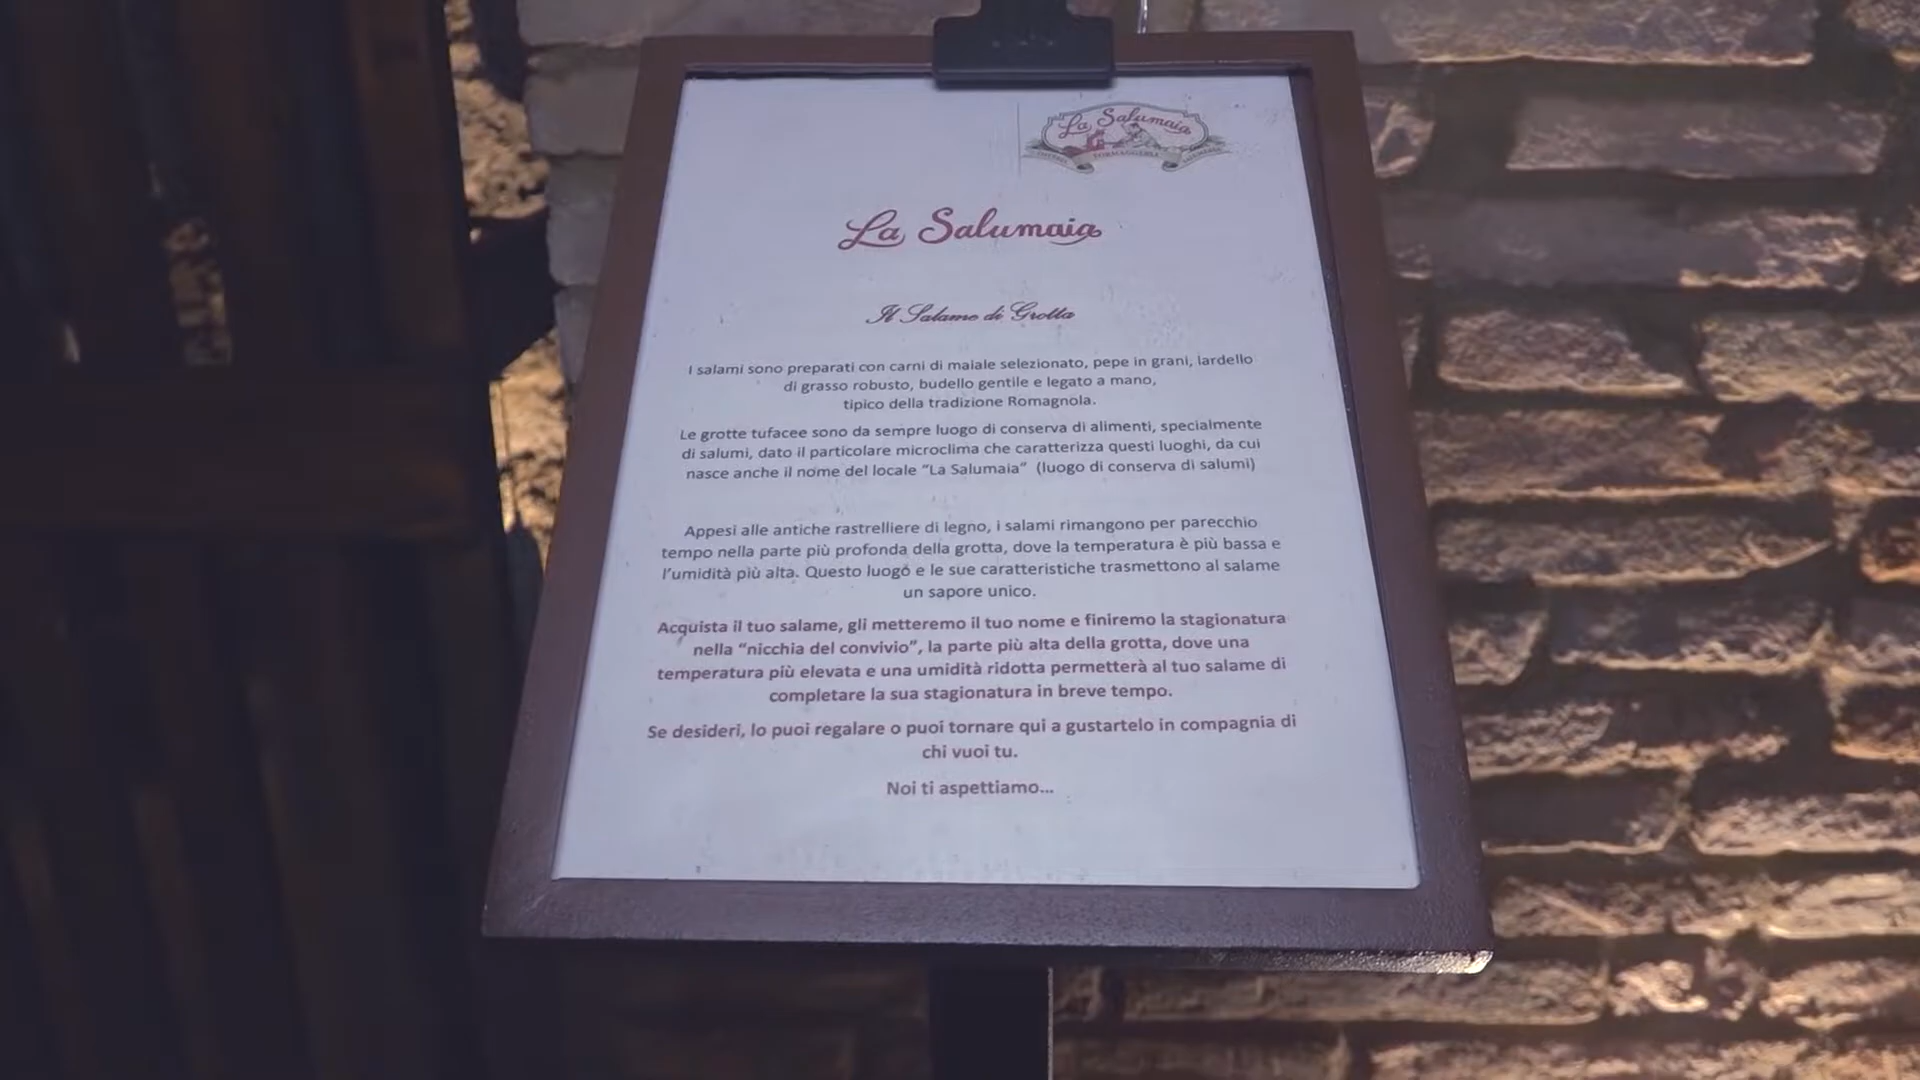 La Salumaia
FORMAGGERIA
La Salumaia
Il Salame di Grotta
I salami sono preparati con carni di maiale selezionato, pepe in grani, lardello
di grasso robusto, budello gentile e legato a mano,
tipico della tradizione Romagnola.
Le grotte tufacee sono da sempre luogo di conserva di alimenti, specialmente
di salumi, dato il particolare microclima che caratterizza questi luoghi, da cui
nasce anche il nome del locale “La Salumaia” (luogo di conserva di salumi)
Appesi alle antiche rastrelliere di legno, i salami rimangono per parecchio
tempo nella parte più profonda della grotta, dove la temperatura è più bassa e
l’umidità più alta. Questo luogo e le sue caratteristiche trasmettono al salame
un sapore unico.
Acquista il tuo salame, gli metteremo il tuo nome e finiremo la stagionatura
nella “nicchia del convivio”, la parte più alta della grotta, dove una
temperatura più elevata e una umidità ridotta permetterà al tuo salame di
completare la sua stagionatura in breve tempo.
Se desideri, lo puoi regalare o puoi tornare qui a gustartelo in compagnia di
chi vuoi tu.
Noi ti aspettiamo...